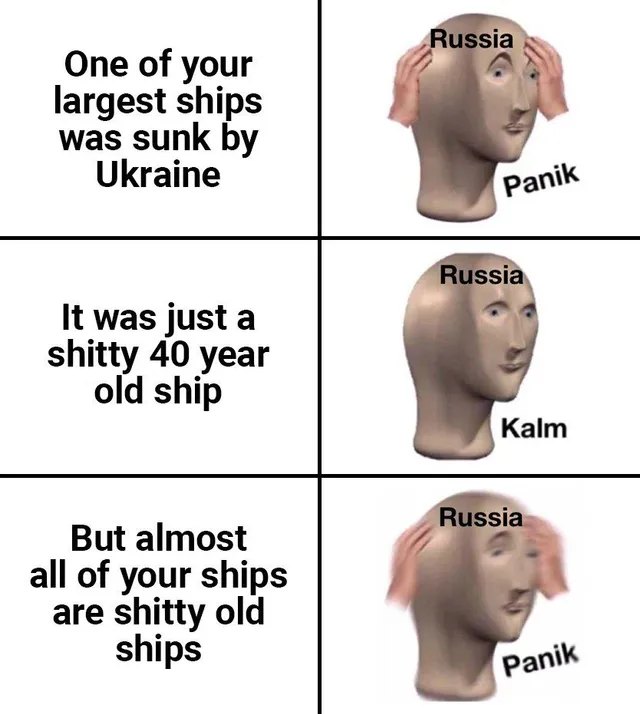 One of your
largest ships
was sunk by
Ukraine
Russia
Panik
It was just a
shitty 40 year
old ship
Russia
Kalm
But almost
all of your ships
are shitty old
ships
Russia
Panik